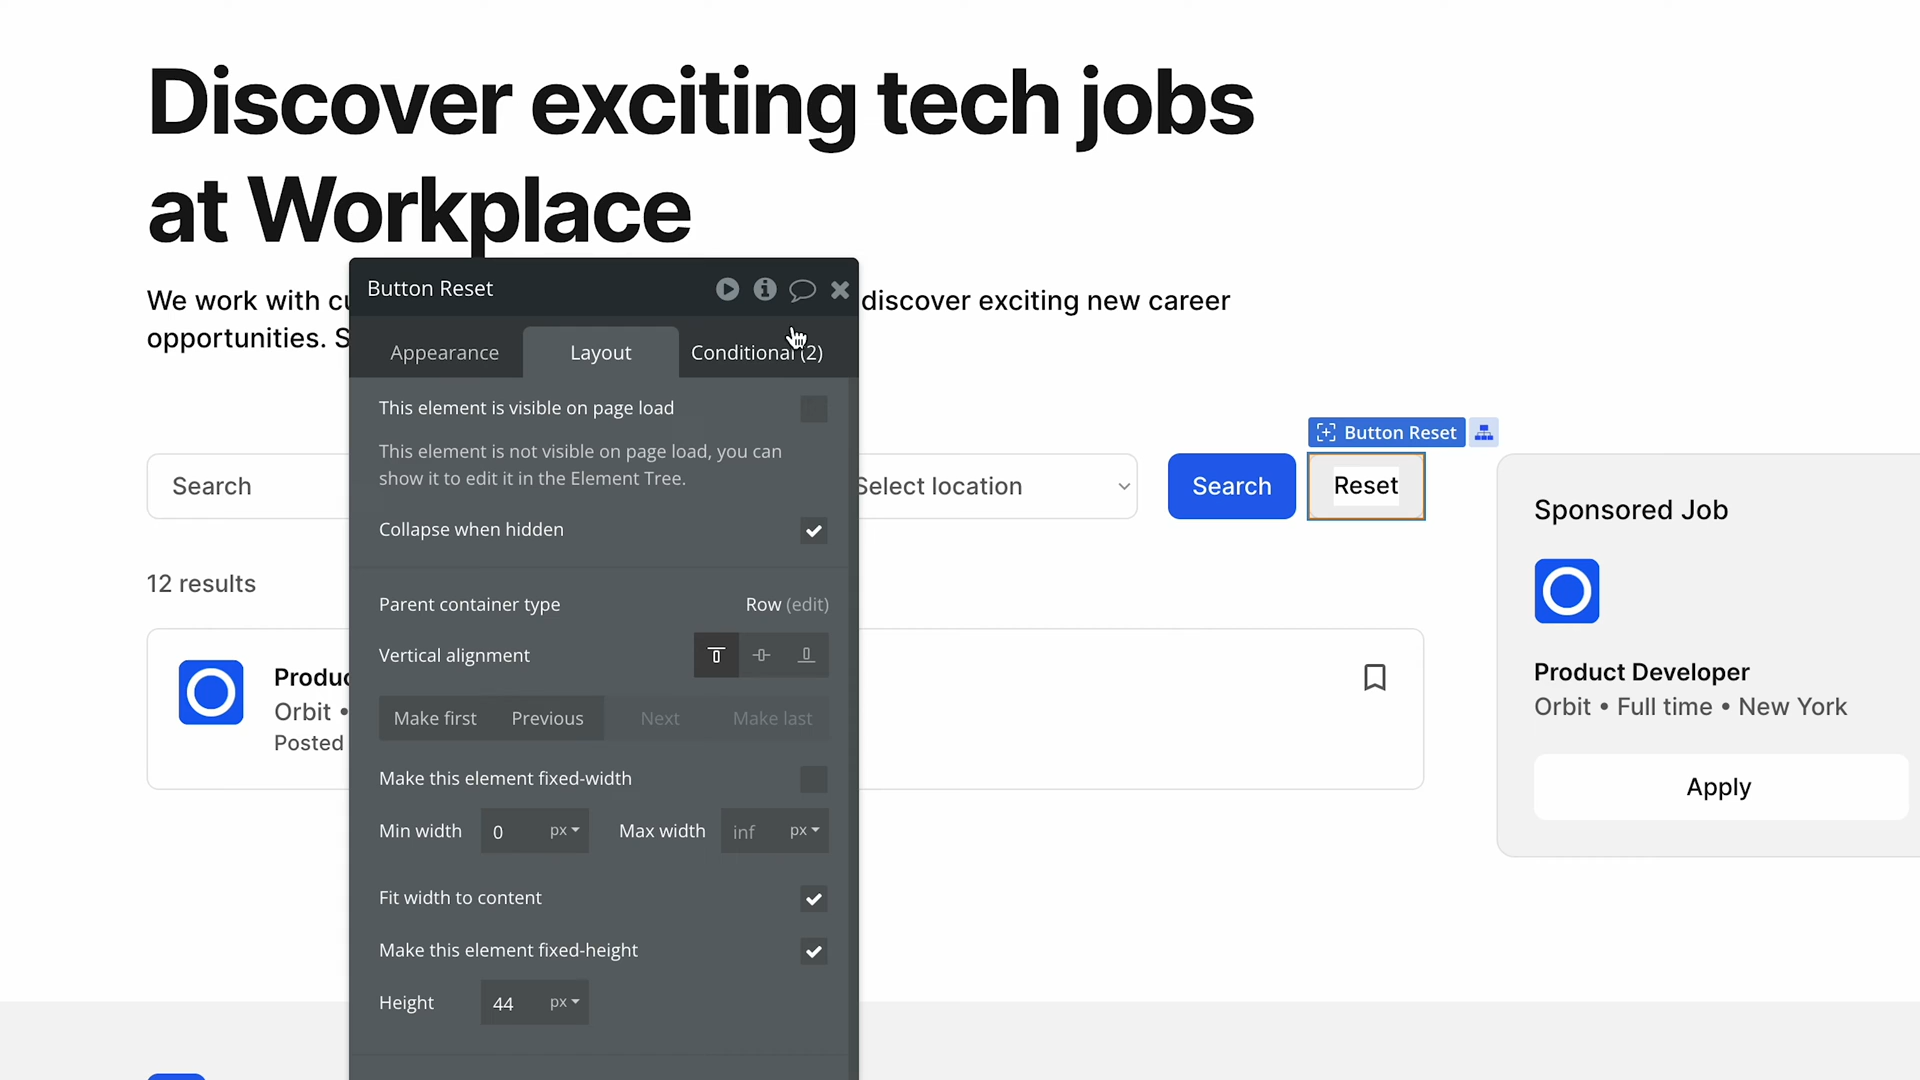 Discover exciting tech jobs
at Workplace
We work with cu
discover exciting new career
opportunities. S
Button Reset
Appearance
Layout
Conditional (2)
This element is visible on page load
This element is not visible on page load, you can
show it to edit it in the Element Tree.
Collapse when hidden
Parent container type
Row (edit)
Vertical alignment
Make first
Previous
Next
Make last
Make this element fixed-width
Min width
0
px
Max width
inf
px
Fit width to content
Make this element fixed-height
Height
44
px
Search
Select location
Search
Button Reset
Reset
12 results
Produc
Orbit •
Posted
Sponsored Job
Product Developer
Orbit • Full time • New York
Apply